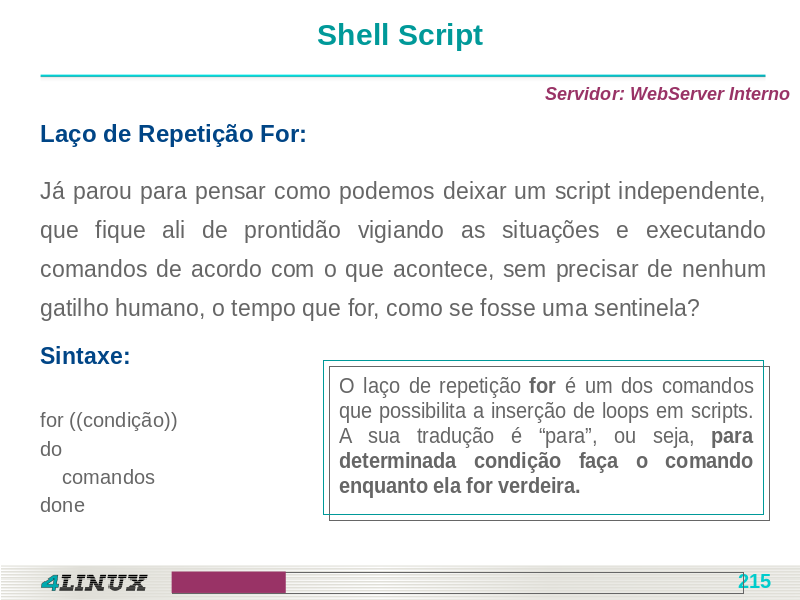 Shell Script
Servidor: WebServer Interno
Laço de Repetição For:
Já parou para pensar como podemos deixar um script independente,
que fique ali de prontidão vigiando as situações e executando
comandos de acordo com o que acontece, sem precisar de nenhum
gatilho humano, o tempo que for, como se fosse uma sentinela?
Sintaxe:
for ((condição))
do
comandos
done
O laço de repetição for é um dos comandos
que possibilita a inserção de loops em scripts.
A sua tradução é “para”, ou seja, para
determinada condição faça o comando
enquanto ela for verdeira.
4LINUX
215